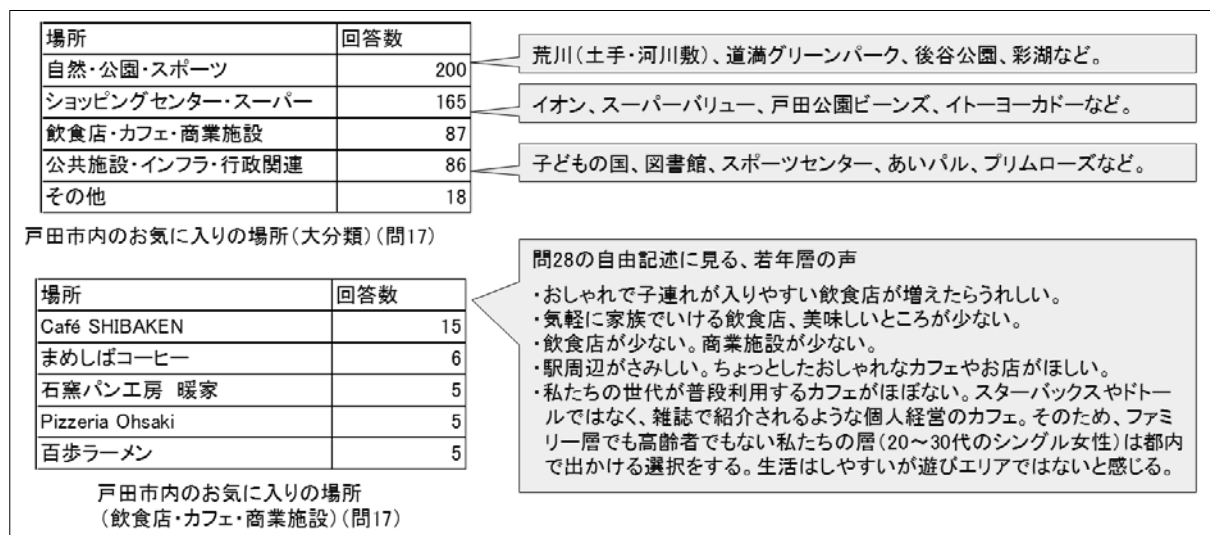 場所 回答数
自然・公園・スポーツ 200
ショッピングセンター・スーパー 165
飲食店・カフェ・商業施設 87
公共施設・インフラ・行政関連 86
その他 18
戸田市内のお気に入りの場所(大分類)(問17)
荒川(土手・河川敷)、道満グリーンパーク、後谷公園、彩湖など。
イオン、スーパーバリュー、戸田公園ビーンズ、イトーヨーカドーなど。
子どもの国、図書館、スポーツセンター、あいパル、プリムローズなど。
場所 回答数
Café SHIBAKEN 15
まめしばコーヒー 6
石窯パン工房 暖家 5
Pizzeria Ohsaki 5
百歩ラーメン 5
戸田市内のお気に入りの場所
(飲食店・カフェ・商業施設)(問17)
問28の自由記述に見る、若年層の声
・おしゃれで子連れが入りやすい飲食店が増えたらうれしい。
・気軽に家族でいける飲食店、美味しいところが少ない。
・飲食店が少ない。商業施設が少ない。
・駅周辺がさみしい。ちょっとしたおしゃれなカフェやお店がほしい。
・私たちの世代が普段利用するカフェがほぼない。スターバックスやドトー
ルではなく、雑誌で紹介されるような個人経営のカフェ。そのため、ファミ
リー層でも高齢者でもない私たちの層(20~30代のシングル女性)は都内
で出かける選択をする。生活はしやすいが遊びエリアではないと感じる。